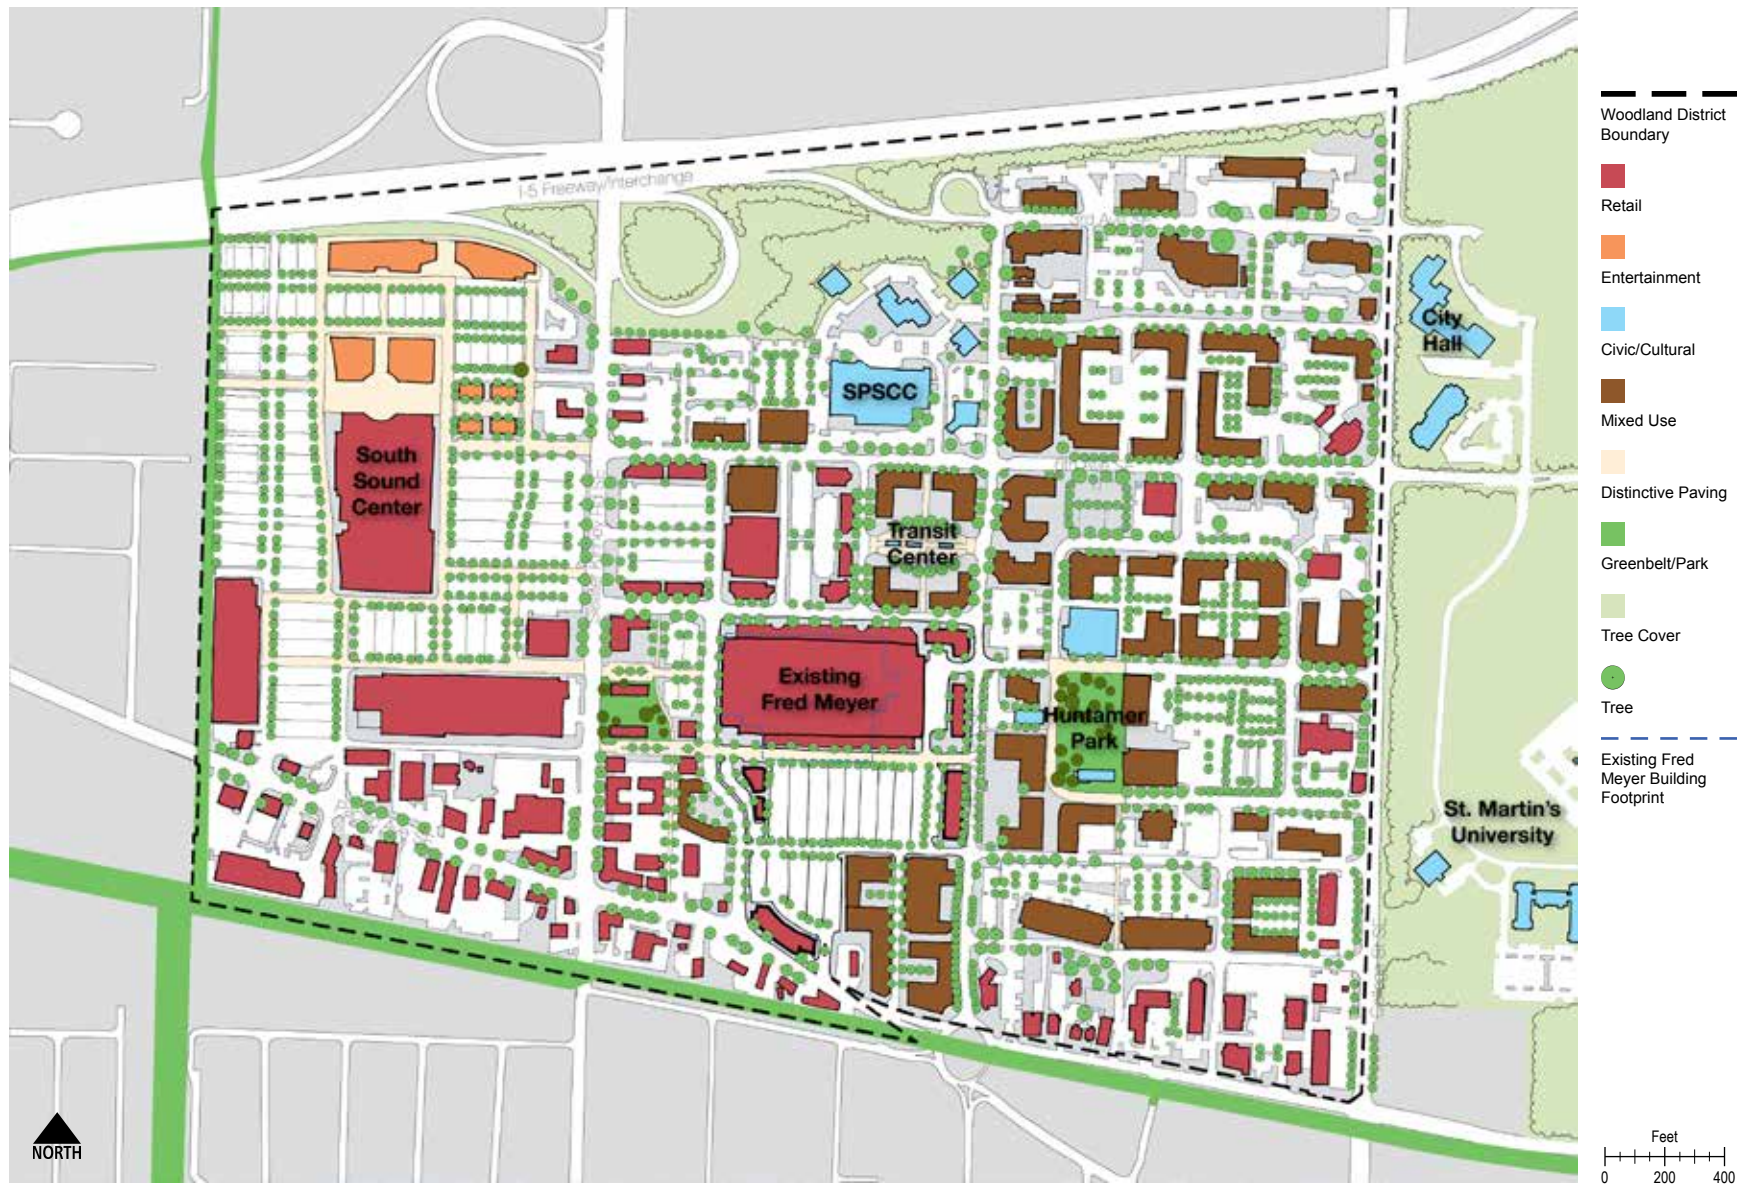 I-5 Freeway/Interchange
3rd Ave
City
Hall
SPSCC
South
Sound
Center
Transit
Center
Existing
Fred Meyer
Huntamer
Park
St. Martin's
University
NORTH
Woodland District
Boundary
Retail
Entertainment
Civic/Cultural
Mixed Use
Distinctive Paving
Greenbelt/Park
Tree Cover
Tree
Existing Fred
Meyer Building
Footprint
Feet
0 200 400